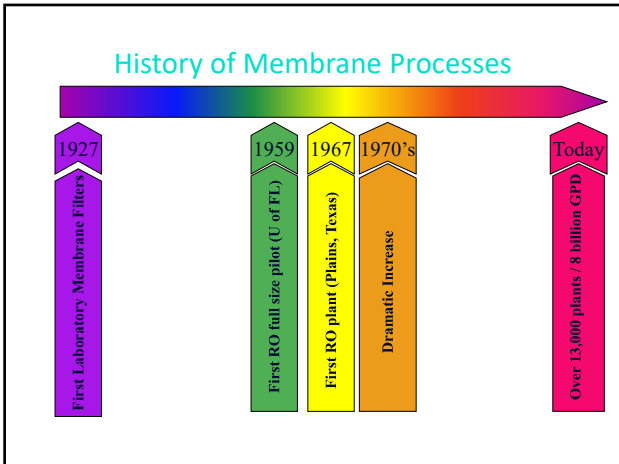 History of Membrane Processes
1927
First Laboratory Membrane Filters
1959
First RO full size pilot (U of FL)
1967
First RO plant (Plains, Texas)
1970's
Dramatic Increase
Today
Over 13,000 plants / 8 billion GPD